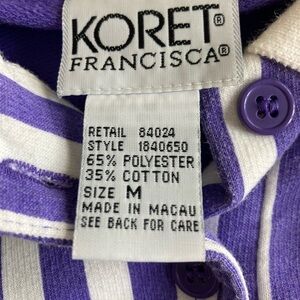 KORET®
FRANCISCA®
RETAIL 84024
STYLE 1840650
65% POLYESTER
35% COTTON
SIZE M
MADE IN MACAU
SEE BACK FOR CARE